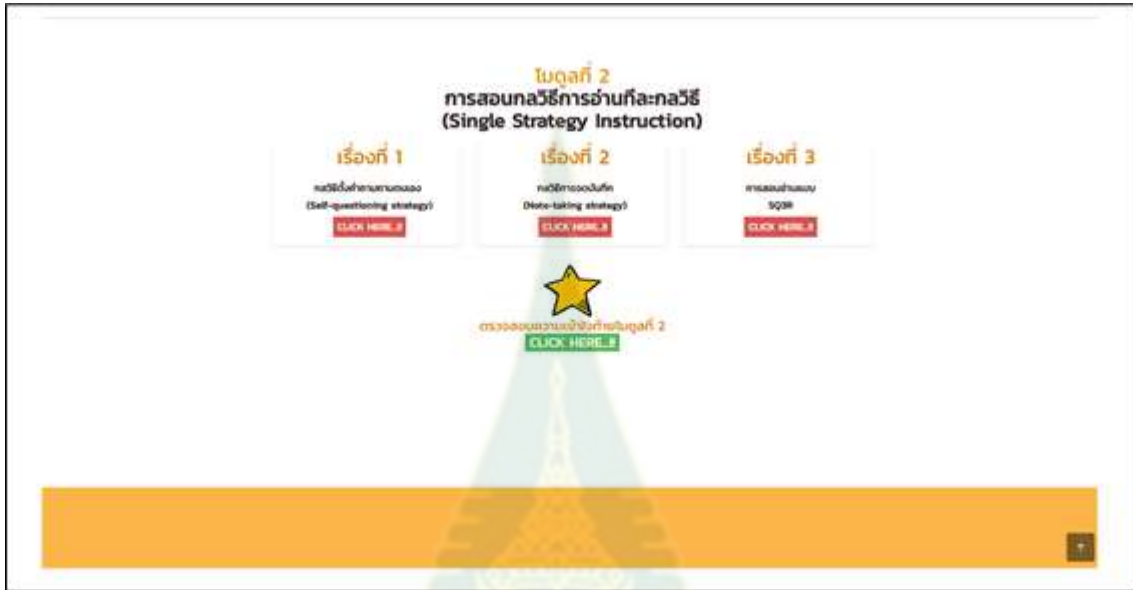 โมดูลที่ 2
การสอนกลวิธีการอ่านทีละกลวิธี
(Single Strategy Instruction)
เรื่องที่ 1
กลวิธีตั้งคำถามถามตนเอง
(Self-questioning strategy)
CLICK HERE..!!
เรื่องที่ 2
กลวิธีการจดบันทึก
(Note-taking strategy)
CLICK HERE..!!
เรื่องที่ 3
การสอนอ่านแบบ
SQ3R
CLICK HERE..!!
ตรวจสอบความเข้าใจท้ายโมดูลที่ 2
CLICK HERE..!!